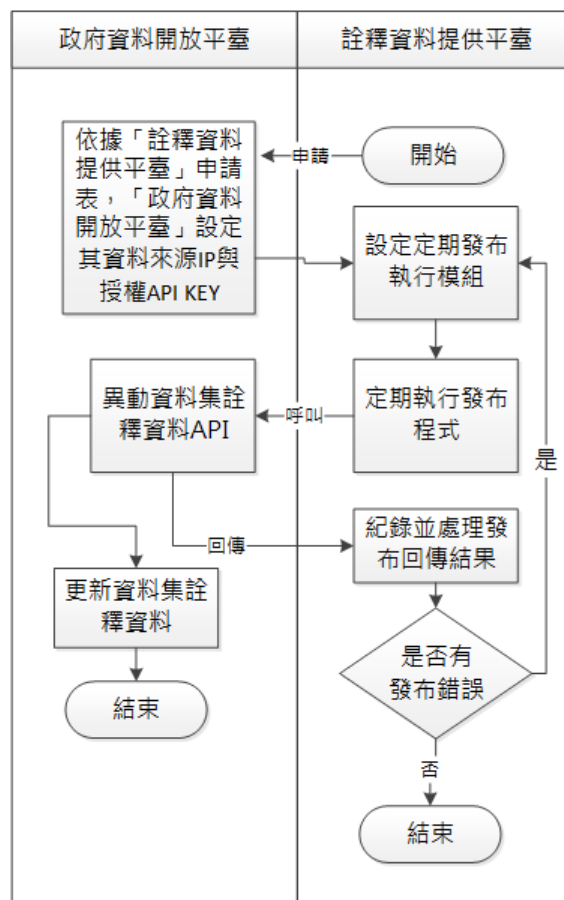 政府資料開放平臺
詮釋資料提供平臺
開始
申請
依據「詮釋資料
提供平臺」申請
表，「政府資料
開放平臺」設定
其資料來源IP與
授權API KEY
設定定期發布
執行模組
定期執行發布
程式
呼叫
異動資料集詮
釋資料API
回傳
更新資料集詮
釋資料
結束
紀錄並處理發
布回傳結果
是否有
發布錯誤
是
否
結束